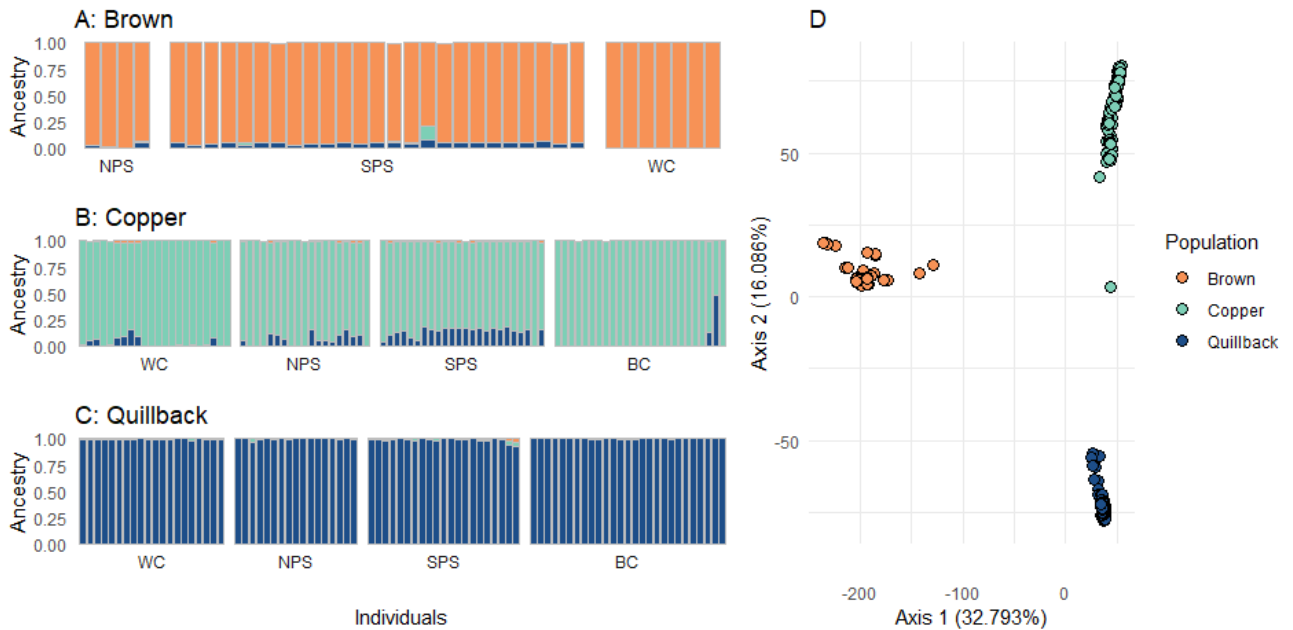 A: Brown
1.00
0.75
0.50
0.25
0.00
Ancestry
NPS SPS WC
B: Copper
1.00
0.75
0.50
0.25
0.00
Ancestry
WC NPS SPS BC
C: Quillback
1.00
0.75
0.50
0.25
0.00
Ancestry
WC NPS SPS BC
Individuals
D
50
0
-50
Axis 2 (16.086%)
-200 -100 0
Axis 1 (32.793%)
Population
Brown
Copper
Quillback